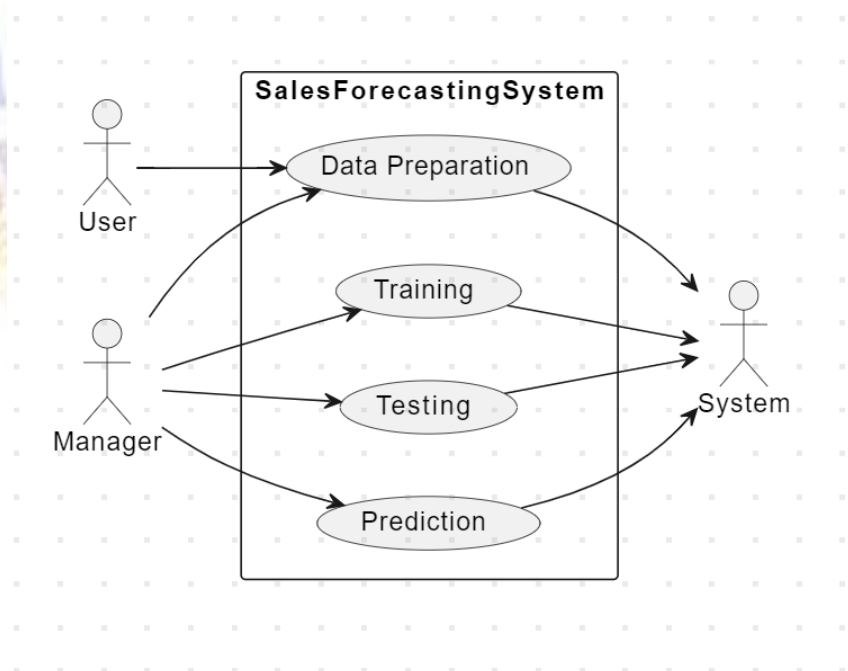 SalesForecastingSystem
Data Preparation
User
Training
Manager
Testing
System
Prediction